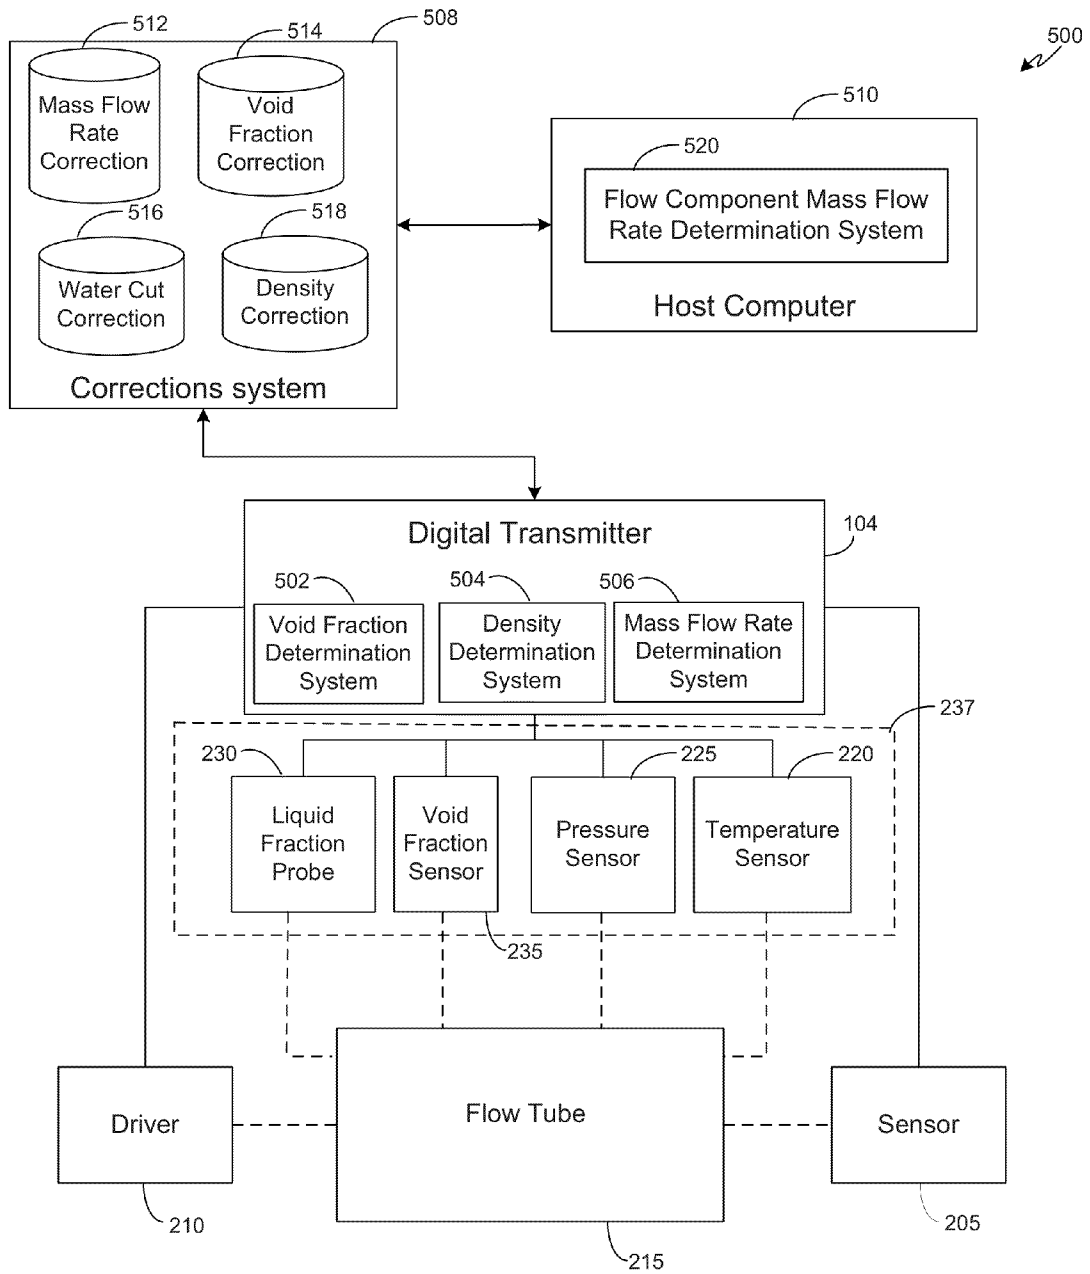 512
514
508
500
Mass Flow
Rate
Correction
Void
Fraction
Correction
510
520
Flow Component Mass Flow
Rate Determination System
Host Computer
516
518
Water Cut
Correction
Density
Correction
Corrections system
Digital Transmitter
104
502
504
506
Void Fraction
Determination
System
Density
Determination
System
Mass Flow Rate
Determination
System
237
230
225
220
Liquid
Fraction
Probe
Void
Fraction
Sensor
Pressure
Sensor
Temperature
Sensor
235
Driver
Flow Tube
Sensor
210
215
205